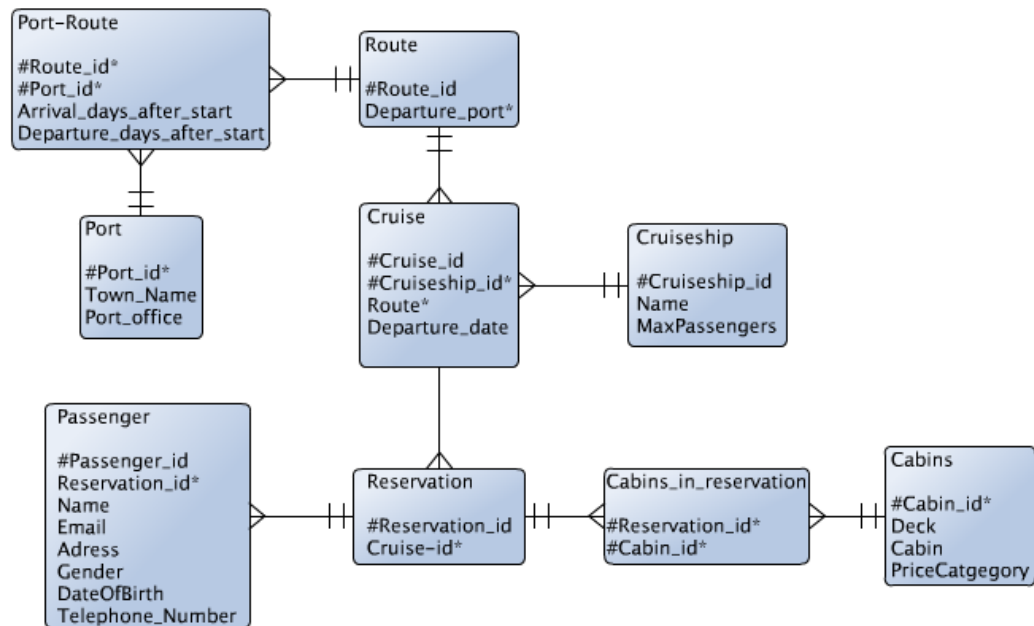 Port-Route
#Route_id*
#Port_id*
Arrival_days_after_start
Departure_days_after_start
Route
#Route_id
Departure_port*
Port
#Port_id*
Town_Name
Port_office
Cruise
#Cruise_id
#Cruiseship_id*
Route*
Departure_date
Cruiseship
#Cruiseship_id
Name
MaxPassengers
Passenger
#Passenger_id
Reservation_id*
Name
Email
Adress
Gender
DateOfBirth
Telephone_Number
Reservation
#Reservation_id
Cruise-id*
Cabins_in_reservation
#Reservation_id*
#Cabin_id*
Cabins
#Cabin_id*
Deck
Cabin
PriceCatgegory